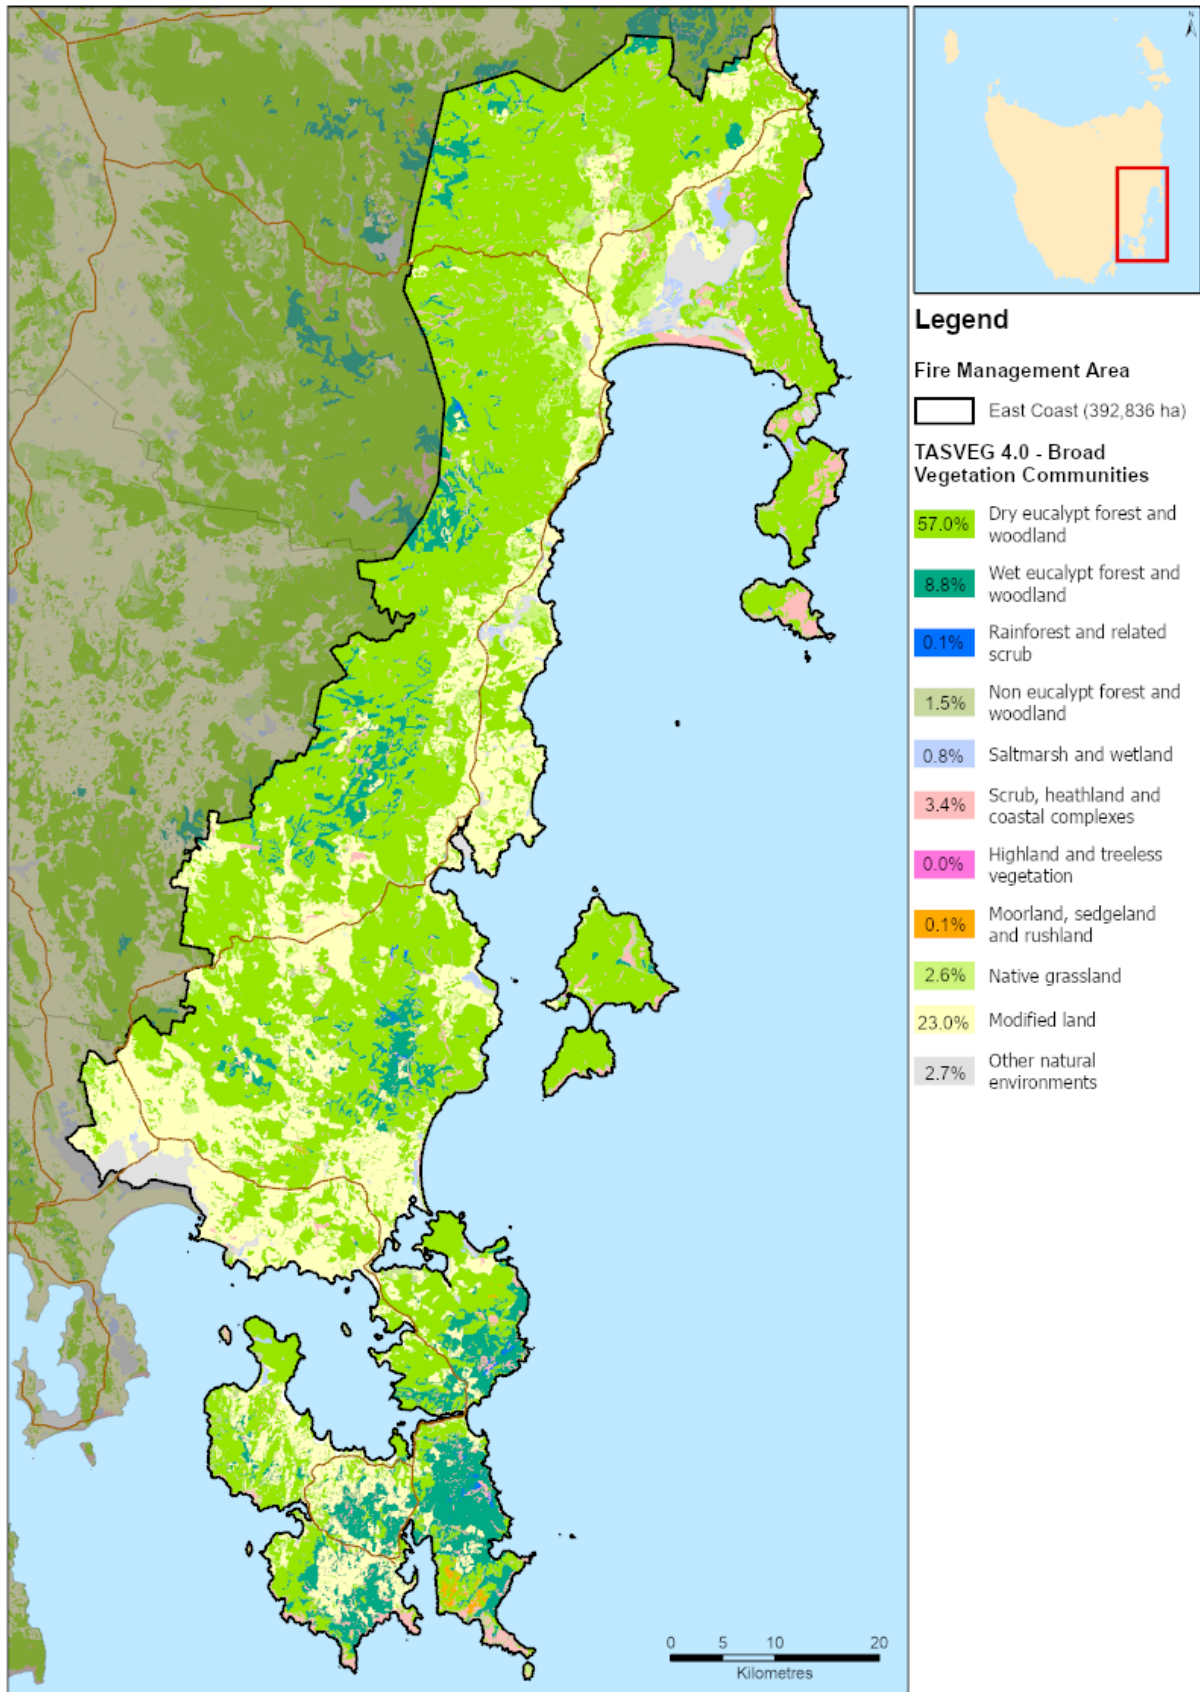 N
Legend
Fire Management Area
East Coast (392,836 ha)
TASVEG 4.0 - Broad
Vegetation Communities
57.0%
Dry eucalypt forest and
woodland
8.8%
Wet eucalypt forest and
woodland
0.1%
Rainforest and related
scrub
1.5%
Non eucalypt forest and
woodland
0.8%
Saltmarsh and wetland
3.4%
Scrub, heathland and
coastal complexes
0.0%
Highland and treeless
vegetation
0.1%
Moorland, sedgeland
and rushland
2.6%
Native grassland
23.0%
Modified land
2.7%
Other natural
environments
0 5 10 20
Kilometres